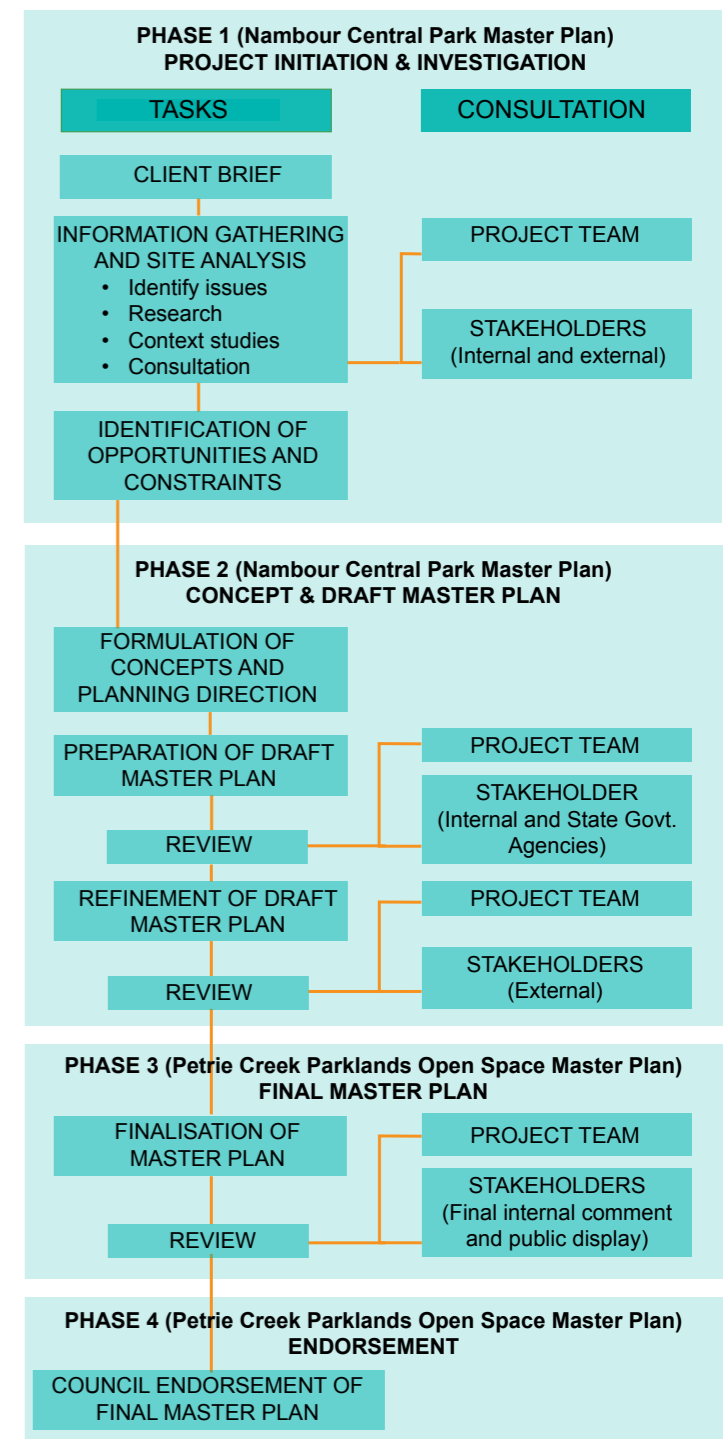 PHASE 1 (Nambour Central Park Master Plan)
PROJECT INITIATION & INVESTIGATION
TASKS
CONSULTATION
CLIENT BRIEF
INFORMATION GATHERING
AND SITE ANALYSIS
• Identify issues
• Research
• Context studies
• Consultation
PROJECT TEAM
STAKEHOLDERS
(Internal and external)
IDENTIFICATION OF
OPPORTUNITIES AND
CONSTRAINTS
PHASE 2 (Nambour Central Park Master Plan)
CONCEPT & DRAFT MASTER PLAN
FORMULATION OF
CONCEPTS AND
PLANNING DIRECTION
PREPARATION OF DRAFT
MASTER PLAN
PROJECT TEAM
STAKEHOLDER
(Internal and State Govt.
Agencies)
REVIEW
REFINEMENT OF DRAFT
MASTER PLAN
PROJECT TEAM
STAKEHOLDERS
(External)
REVIEW
PHASE 3 (Petrie Creek Parklands Open Space Master Plan)
FINAL MASTER PLAN
FINALISATION OF
MASTER PLAN
PROJECT TEAM
STAKEHOLDERS
(Final internal comment
and public display)
REVIEW
PHASE 4 (Petrie Creek Parklands Open Space Master Plan)
ENDORSEMENT
COUNCIL ENDORSEMENT OF
FINAL MASTER PLAN